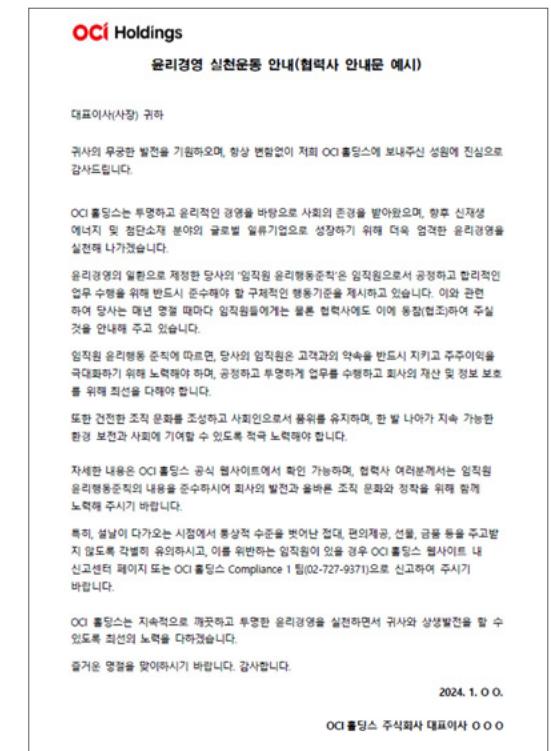 OCI Holdings
윤리경영 실천운동 안내(협력사 안내문 예시)
대표이사(사장) 귀하
귀사의 무궁한 발전을 기원하오며, 항상 변함없이 저희 OCI 홀딩스에 보내주신 성원에 진심으로
감사드립니다.
OCI 홀딩스는 투명하고 윤리적인 경영을 바탕으로 사회의 존경을 받아왔으며, 향후 신재생
에너지 및 첨단소재 분야의 글로벌 일류기업으로 성장하기 위해 더욱 엄격한 윤리경영을
실천해 나가겠습니다.
윤리경영의 일환으로 제정한 당사의 '임직원 윤리행동준칙'은 임직원으로서 공정하고 합리적인
업무 수행을 위해 반드시 준수해야 할 구체적인 행동기준을 제시하고 있습니다. 이와 관련
하여 당사는 매년 명절 때마다 임직원들에게는 물론 협력사에도 이에 동참(협조)하여 주실
것을 안내해 주고 있습니다.
임직원 윤리행동 준칙에 따르면, 당사의 임직원은 고객과의 약속을 반드시 지키고 주주이익을
극대화하기 위해 노력해야 하며, 공정하고 투명하게 업무를 수행하고 회사의 재산 및 정보 보호
를 위해 최선을 다해야 합니다.
또한 건전한 조직 문화를 조성하고 사회인으로서 품위를 유지하며, 한 발 나아가 지속 가능한
환경 보전과 사회에 기여할 수 있도록 적극 노력해야 합니다.
자세한 내용은 OCI 홀딩스 공식 웹사이트에서 확인 가능하며, 협력사 여러분께서는 임직원
윤리행동준칙의 내용을 준수하시어 회사의 발전과 올바른 조직 문화와 정착을 위해 함께
노력해 주시기 바랍니다.
특히, 설날이 다가오는 시점에서 통상적 수준을 벗어난 접대, 편의제공, 선물, 금품 등을 주고받
지 않도록 각별히 유의하시고, 이를 위반하는 임직원이 있을 경우 OCI 홀딩스 웹사이트 내
신고센터 페이지 또는 OCI 홀딩스 Compliance 1 팀(02-727-9371)으로 신고하여 주시기
바랍니다.
OCI 홀딩스는 지속적으로 깨끗하고 투명한 윤리경영을 실천하면서 귀사와 상생발전을 할 수
있도록 최선의 노력을 다하겠습니다.
즐거운 명절을 맞이하시기 바랍니다. 감사합니다.
2024. 1. O O.
OCI 홀딩스 주식회사 대표이사 O O O